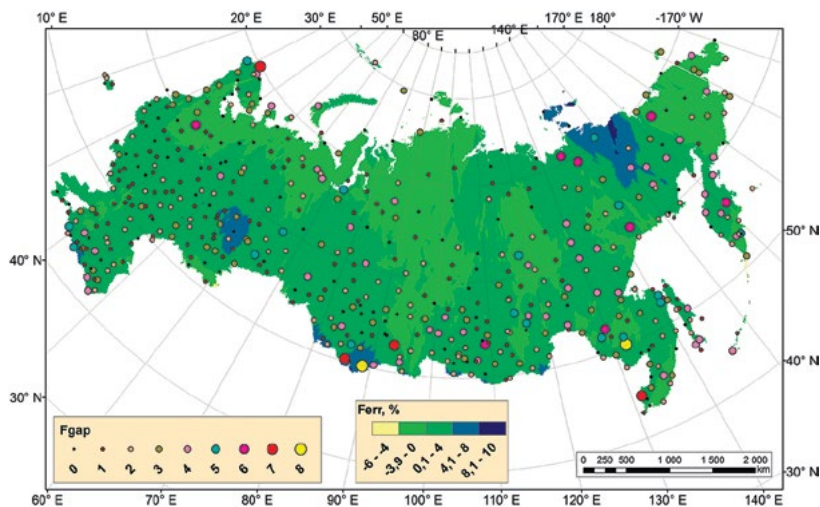 10° N 20° E 30° E 50° E 80° E 140° E 170° E 180° -170° W
50° N
40° N
40° N
30° N
30° N
Fgap
0 1 2 3 4 5 6 7 8
Ferr, %
-6 - -4 -3,9 - 0 0,1 - 4 4,1 - 8 8,1 - 10
0 250 500 1 000 1 500 2 000
km
60° E 70° E 80° E 90° E 100° E 110° E 120° E 130° E 140° E